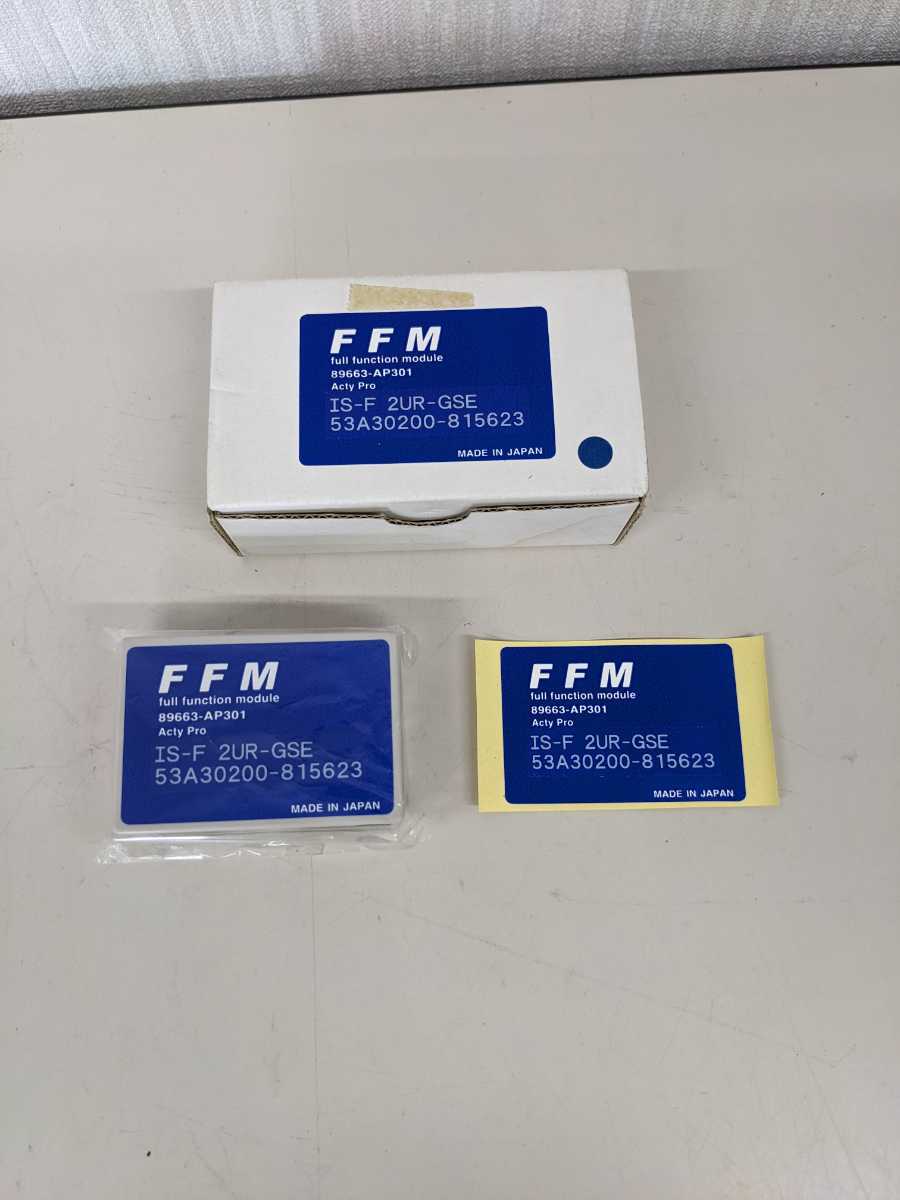 FFM
full function module
89663-AP301
Acty Pro
IS-F 2UR-GSE
53A30200-815623
MADE IN JAPAN
FFM
full function module
89663-AP301
Acty Pro
IS-F 2UR-GSE
53A30200-815623
MADE IN JAPAN
FFM
full function module
89663-AP301
Acty Pro
IS-F 2UR-GSE
53A30200-815623
MADE IN JAPAN